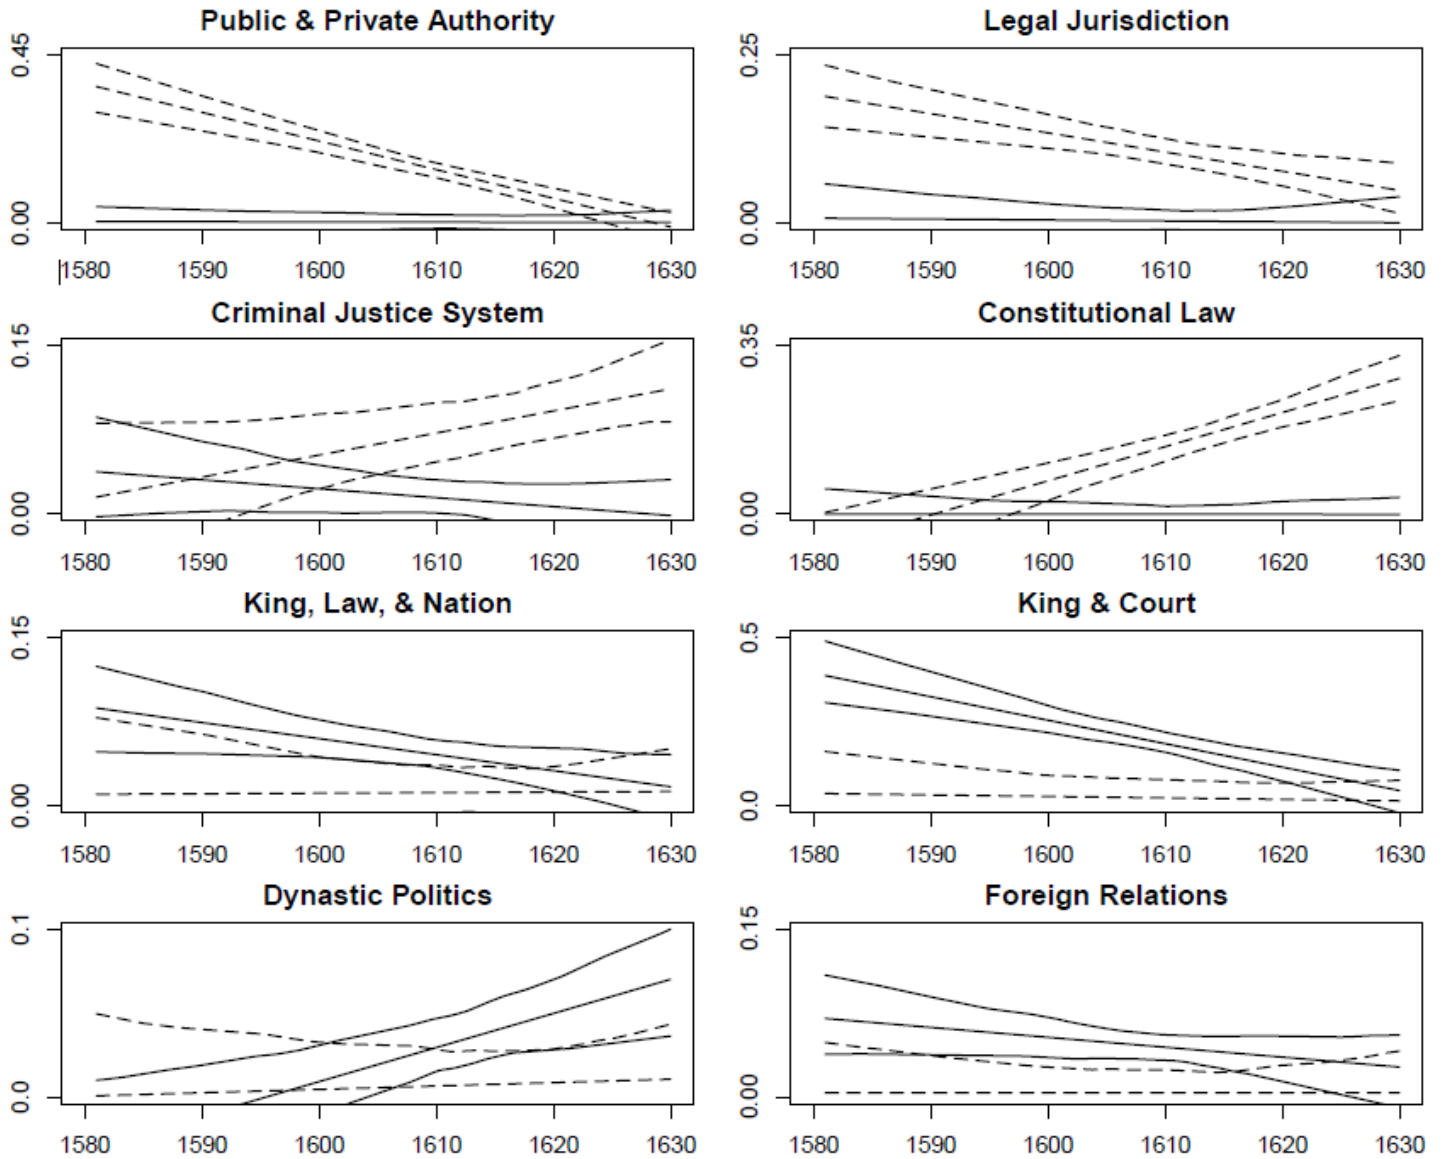 Public & Private Authority
0.45
0.00
1580 1590 1600 1610 1620 1630
Legal Jurisdiction
0.25
0.00
1580 1590 1600 1610 1620 1630
Criminal Justice System
0.15
0.00
1580 1590 1600 1610 1620 1630
Constitutional Law
0.35
0.00
1580 1590 1600 1610 1620 1630
King, Law, & Nation
0.15
0.00
1580 1590 1600 1610 1620 1630
King & Court
0.5
0.0
1580 1590 1600 1610 1620 1630
Dynastic Politics
0.1
0.0
1580 1590 1600 1610 1620 1630
Foreign Relations
0.15
0.00
1580 1590 1600 1610 1620 1630